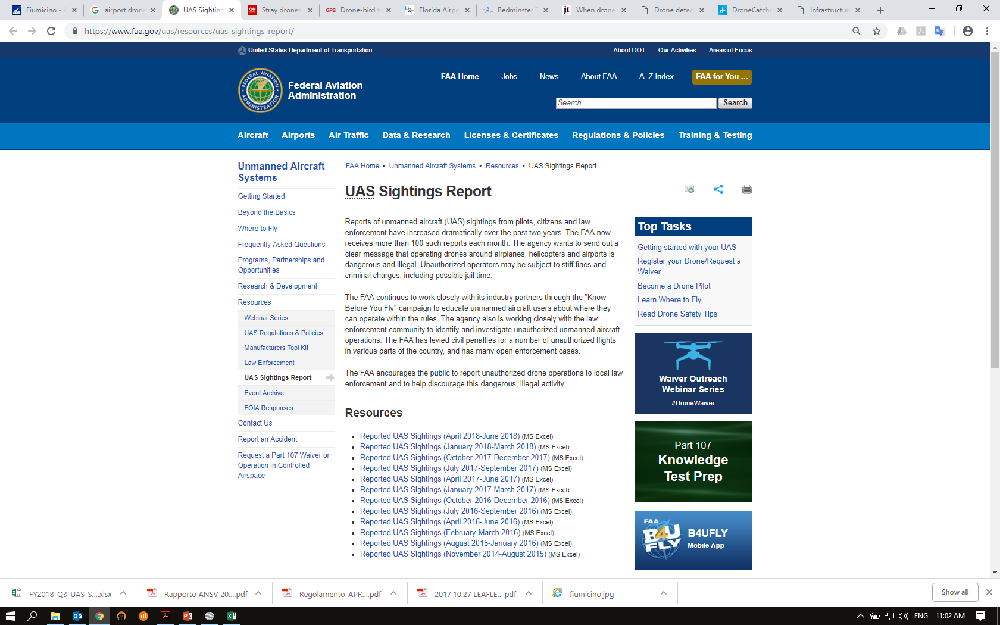 Fiumicino - A
airport drone
UAS Sighting
Stray drones
Drone-bird t
Florida Airpo
Bedminster T
When drone
Drone detec
DroneCatche
Infrastructur
https://www.faa.gov/uas/resources/uas_sightings_report/
United States Department of Transportation
About DOT
Our Activities
Areas of Focus
Federal Aviation
Administration
FAA Home
Jobs
News
About FAA
A–Z Index
FAA for You ...
Search
Search
Aircraft
Airports
Air Traffic
Data & Research
Licenses & Certificates
Regulations & Policies
Training & Testing
Unmanned Aircraft
Systems
Getting Started
Beyond the Basics
Where to Fly
Frequently Asked Questions
Programs, Partnerships and
Opportunities
Research & Development
Resources
Webinar Series
UAS Regulations & Policies
Manufacturers Tool Kit
Law Enforcement
UAS Sightings Report
Event Archive
FOIA Responses
Contact Us
Report an Accident
Request a Part 107 Waiver or
Operation in Controlled
Airspace
FAA Home ▸ Unmanned Aircraft Systems ▸ Resources ▸ UAS Sightings Report
UAS Sightings Report
Reports of unmanned aircraft (UAS) sightings from pilots, citizens and law
enforcement have increased dramatically over the past two years. The FAA now
receives more than 100 such reports each month. The agency wants to send out a
clear message that operating drones around airplanes, helicopters and airports is
dangerous and illegal. Unauthorized operators may be subject to stiff fines and
criminal charges, including possible jail time.
The FAA continues to work closely with its industry partners through the "Know
Before You Fly" campaign to educate unmanned aircraft users about where they
can operate within the rules. The agency also is working closely with the law
enforcement community to identify and investigate unauthorized unmanned aircraft
operations. The FAA has levied civil penalties for a number of unauthorized flights
in various parts of the country, and has many open enforcement cases.
The FAA encourages the public to report unauthorized drone operations to local law
enforcement and to help discourage this dangerous, illegal activity.
Resources
Reported UAS Sightings (April 2018-June 2018) (MS Excel)
Reported UAS Sightings (January 2018-March 2018) (MS Excel)
Reported UAS Sightings (October 2017-December 2017) (MS Excel)
Reported UAS Sightings (July 2017-September 2017) (MS Excel)
Reported UAS Sightings (April 2017-June 2017) (MS Excel)
Reported UAS Sightings (January 2017-March 2017) (MS Excel)
Reported UAS Sightings (October 2016-December 2016) (MS Excel)
Reported UAS Sightings (July 2016-September 2016) (MS Excel)
Reported UAS Sightings (April 2016-June 2016) (MS Excel)
Reported UAS Sightings (February-March 2016) (MS Excel)
Reported UAS Sightings (August 2015-January 2016) (MS Excel)
Reported UAS Sightings (November 2014-August 2015) (MS Excel)
Top Tasks
Getting started with your UAS
Register your Drone/Request a
Waiver
Become a Drone Pilot
Learn Where to Fly
Read Drone Safety Tips
Waiver Outreach
Webinar Series
#DroneWaiver
Part 107
Knowledge
Test Prep
FAA
B4U
FLY
B4UFLY
Mobile App
FY2018_Q3_UAS_S....xlsx
Rapporto ANSV 20....pdf
Regolamento_APR....pdf
2017.10.27 LEAFLE....pdf
fiumicino.jpg
Show all
ENG
11:02 AM